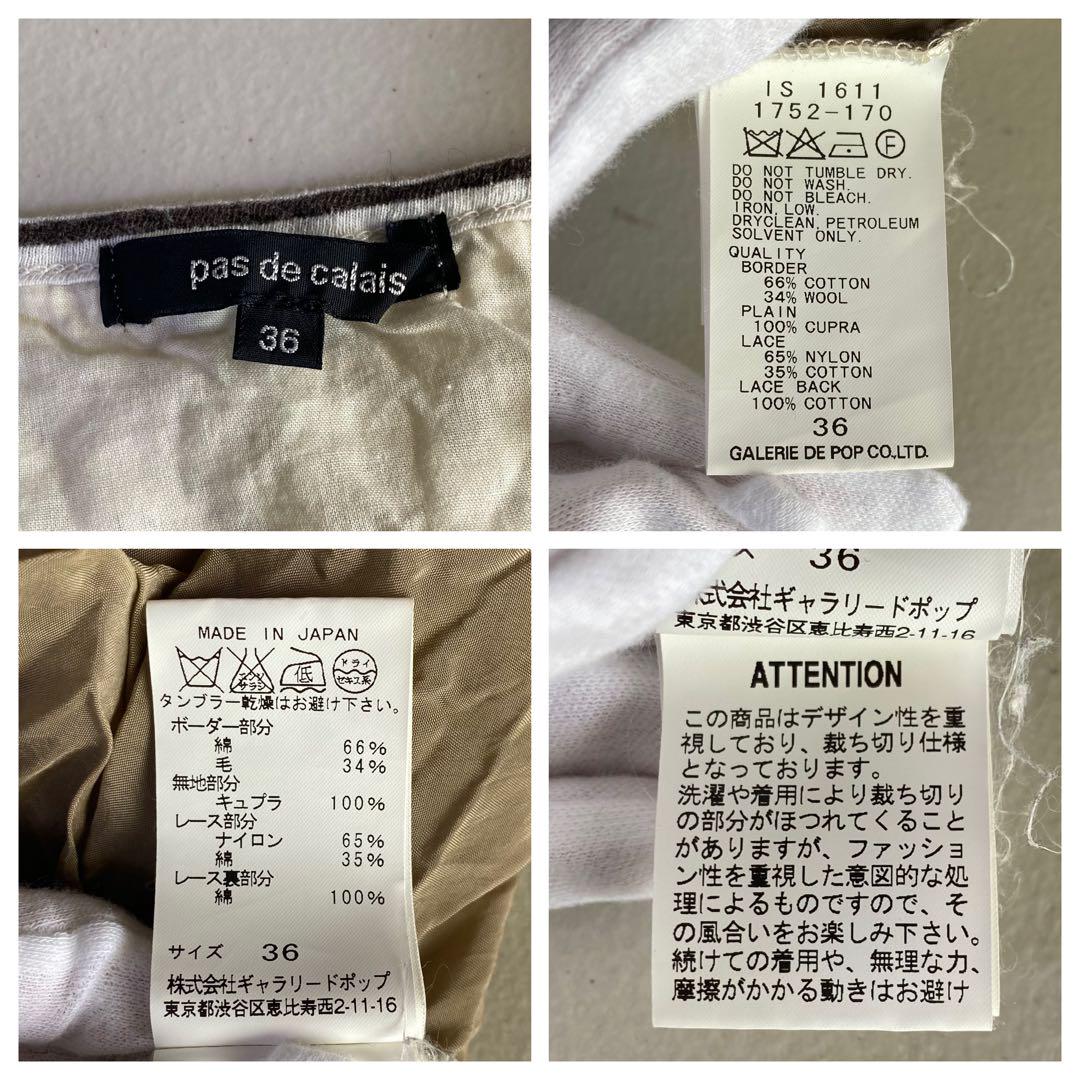 pas de calais
36
IS 1611
1752-170
F
DO NOT TUMBLE DRY.
DO NOT WASH.
DO NOT BLEACH.
IRON, LOW.
DRYCLEAN, PETROLEUM
SOLVENT ONLY.
QUALITY
BORDER
66% COTTON
34% WOOL
PLAIN
100% CUPRA
LACE
65% NYLON
35% COTTON
LACE BACK
100% COTTON
36
GALERIE DE POP CO.,LTD.
MADE IN JAPAN
エンソ サラシ
低
ドライ
セキユ系
タンブラー乾燥はお避け下さい。
ボーダー部分
綿 66%
毛 34%
無地部分
キュプラ 100%
レース部分
ナイロン 65%
綿 35%
レース裏部分
綿 100%
サイズ 36
株式会社ギャラリードポップ
東京都渋谷区恵比寿西2-11-16
36
式会社ギャラリードポップ
東京都渋谷区恵比寿西2-11-16
ATTENTION
この商品はデザイン性を重
視しており、裁ち切り仕様
となっております。
洗濯や着用により裁ち切り
の部分がほつれてくること
がありますが、ファッショ
ン性を重視した意図的な処
理によるものですので、そ
の風合いをお楽しみ下さい。
続けての着用や、無理な力、
摩擦がかかる動きはお避け